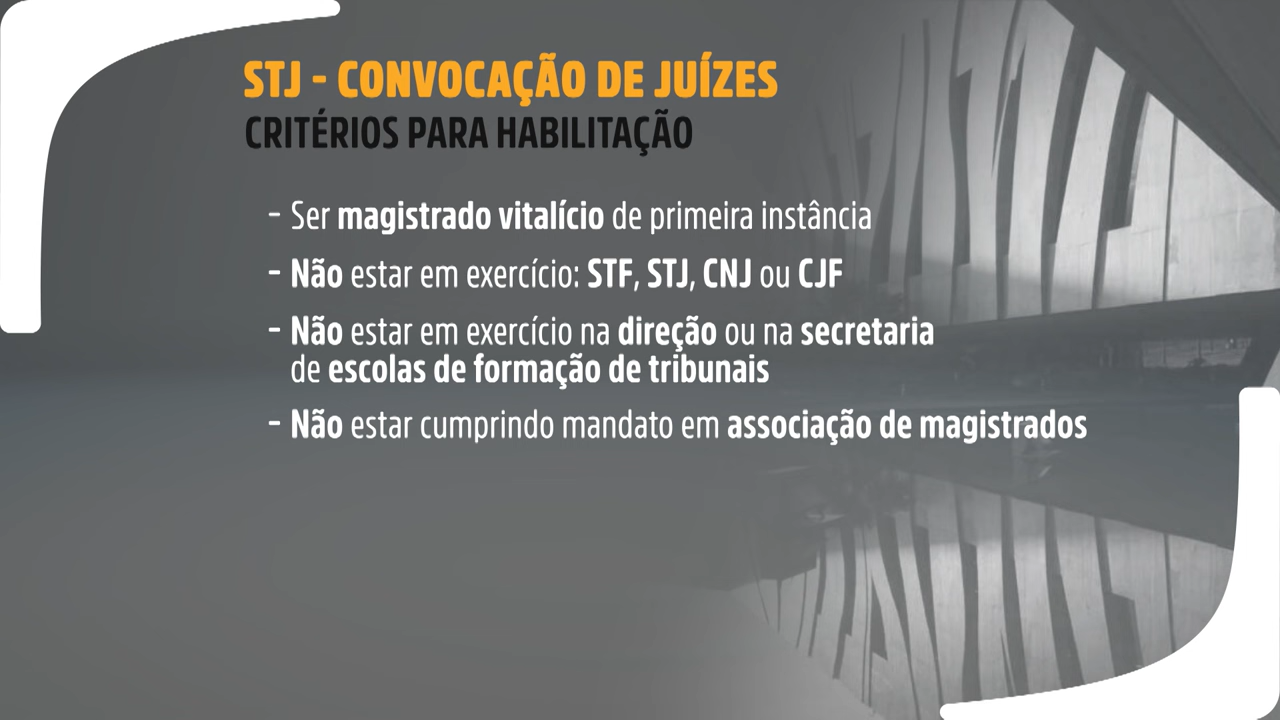 STJ - CONVOCAÇÃO DE JUÍZES
CRITÉRIOS PARA HABILITAÇÃO
- Ser magistrado vitalício de primeira instância
- Não estar em exercício: STF, STJ, CNJ ou CJF
- Não estar em exercício na direção ou na secretaria
de escolas de formação de tribunais
- Não estar cumprindo mandato em associação de magistrados